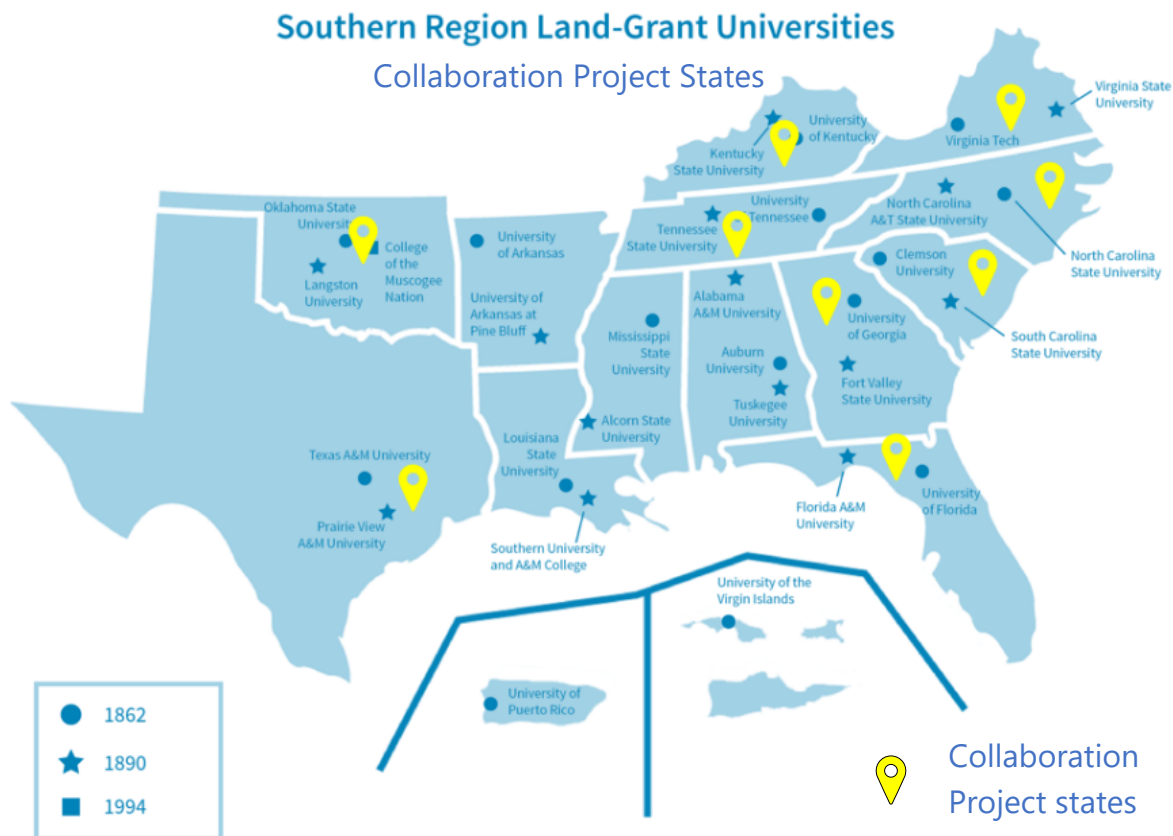 Southern Region Land-Grant Universities
Collaboration Project States
Virginia State
University
University
of Kentucky
Virginia Tech
Kentucky
State University
Oklahoma State
University
College
of the
Muscogee
Nation
Langston
University
University
of Arkansas
University of
Arkansas at
Pine Bluff
University
Tennessee
Tennessee
State University
North Carolina
A&T State University
North Carolina
State University
Clemson
University
South Carolina
State University
Alabama
A&M University
Mississippi
State
University
Auburn
University
Tuskegee
University
University
of Georgia
Fort Valley
State University
Alcorn State
University
Louisiana
State
University
Texas A&M University
Prairie View
A&M University
Southern University
and A&M College
Florida A&M
University
University
of Florida
University of the
Virgin Islands
University of
Puerto Rico
1862
1890
1994
Collaboration
Project states